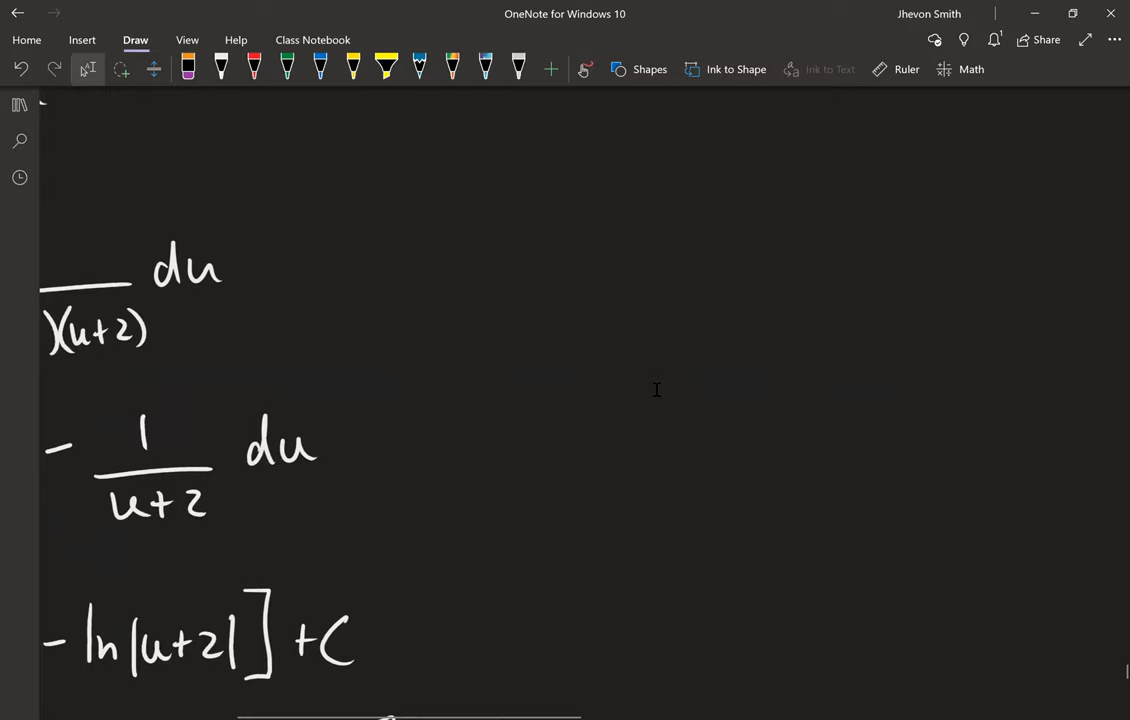 OneNote for Windows 10
Jhevon Smith
Home Insert Draw View Help Class Notebook
Shapes Ink to Shape Ink to Text Ruler Math
Share
1
du
)(u+2)
- 1/(u+2) du
- ln|u+2|] + C